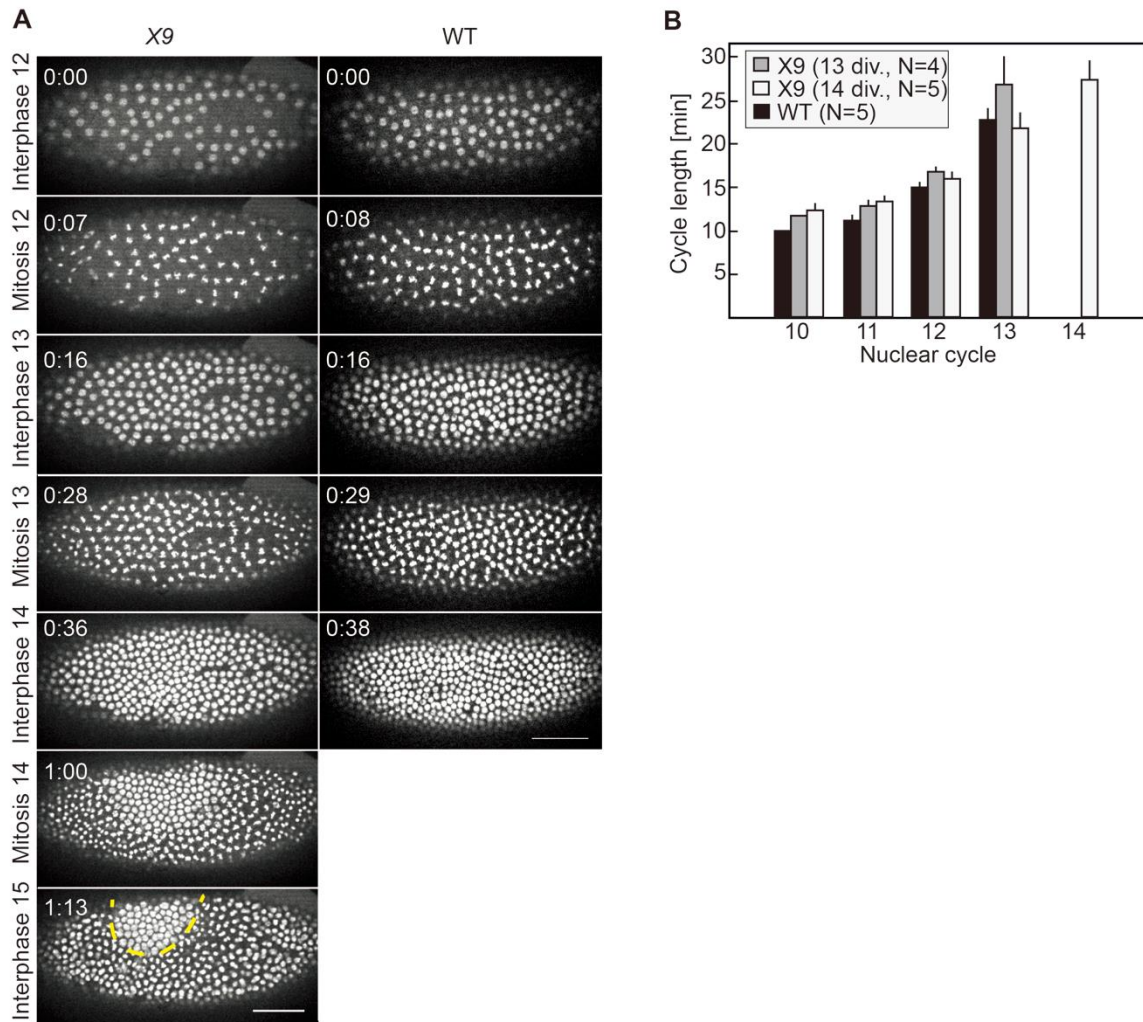 A
X9
WT
Interphase 12
0:00
0:00
Mitosis 12
0:07
0:08
Interphase 13
0:16
0:16
Mitosis 13
0:28
0:29
Interphase 14
0:36
0:38
Mitosis 14
1:00
Interphase 15
1:13
B
Cycle length [min]
30
25
20
15
10
5
X9 (13 div., N=4)
X9 (14 div., N=5)
WT (N=5)
10 11 12 13 14
Nuclear cycle